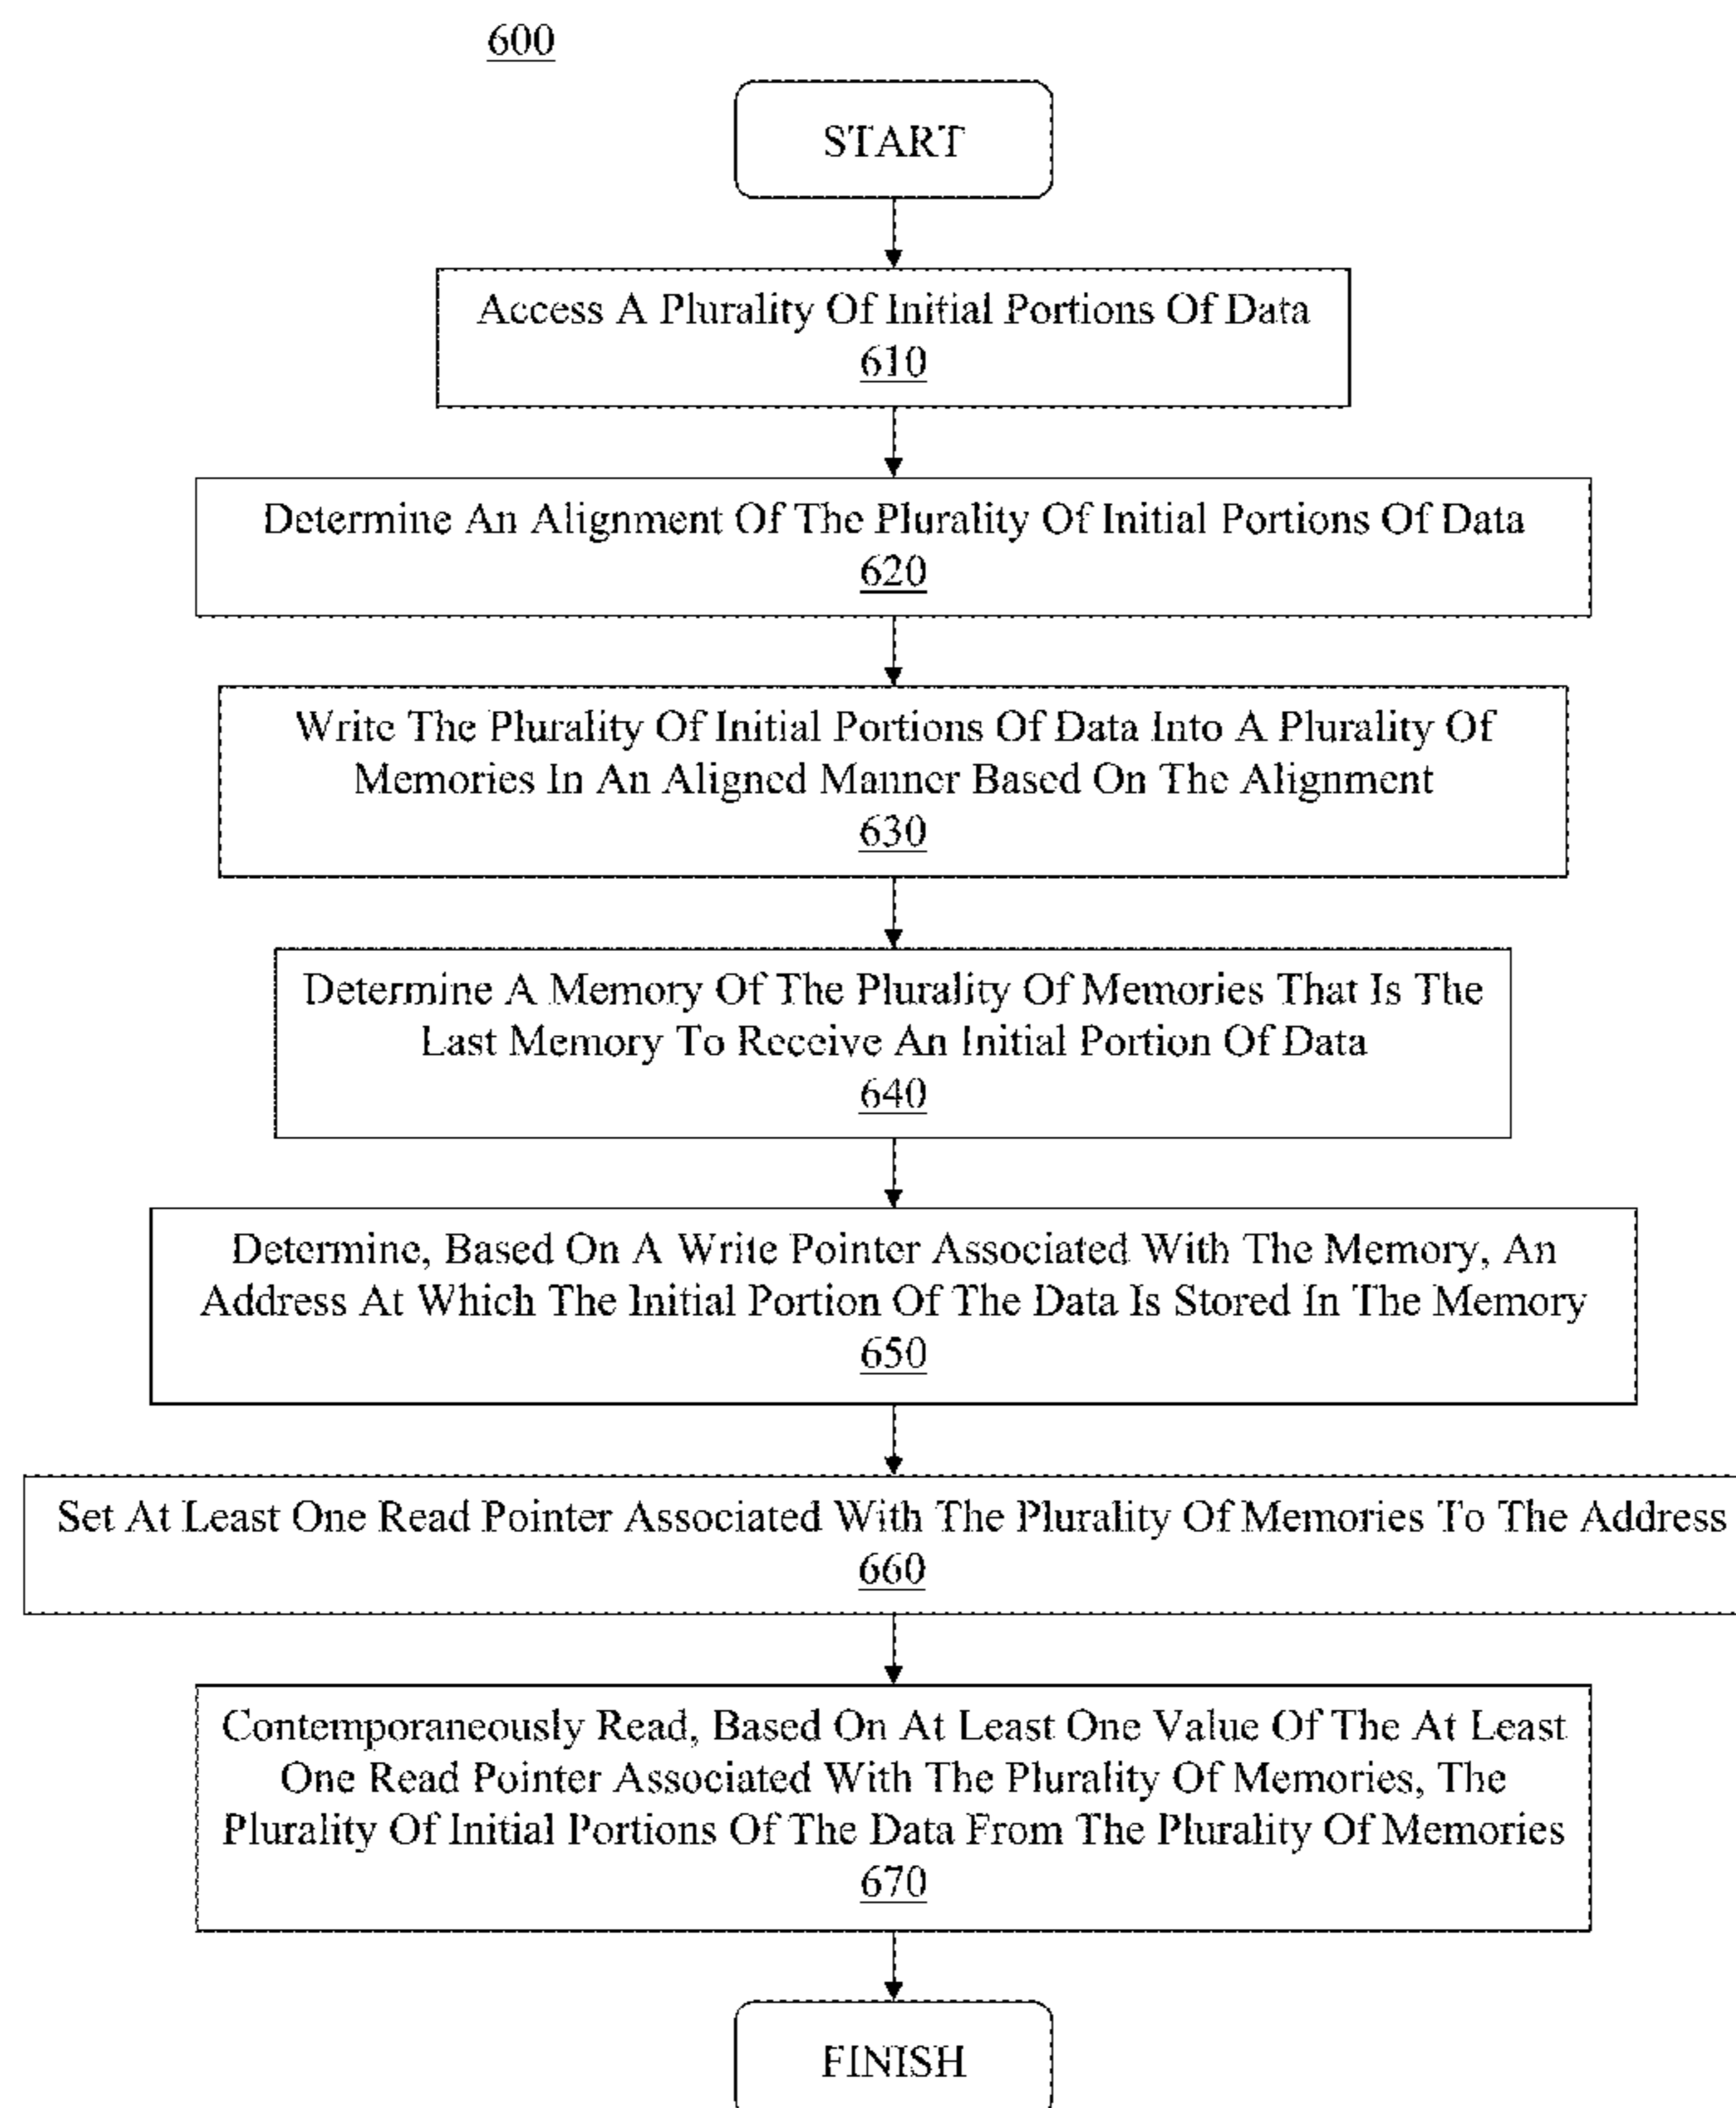 600
START
Access A Plurality Of Initial Portions Of Data
610
Determine An Alignment Of The Plurality Of Initial Portions Of Data
620
Write The Plurality Of Initial Portions Of Data Into A Plurality Of
Memories In An Aligned Manner Based On The Alignment
630
Determine A Memory Of The Plurality Of Memories That Is The
Last Memory To Receive An Initial Portion Of Data
640
Determine, Based On A Write Pointer Associated With The Memory, An
Address At Which The Initial Portion Of The Data Is Stored In The Memory
650
Set At Least One Read Pointer Associated With The Plurality Of Memories To The Address
660
Contemporaneously Read, Based On At Least One Value Of The At Least
One Read Pointer Associated With The Plurality Of Memories, The
Plurality Of Initial Portions Of The Data From The Plurality Of Memories
670
FINISH